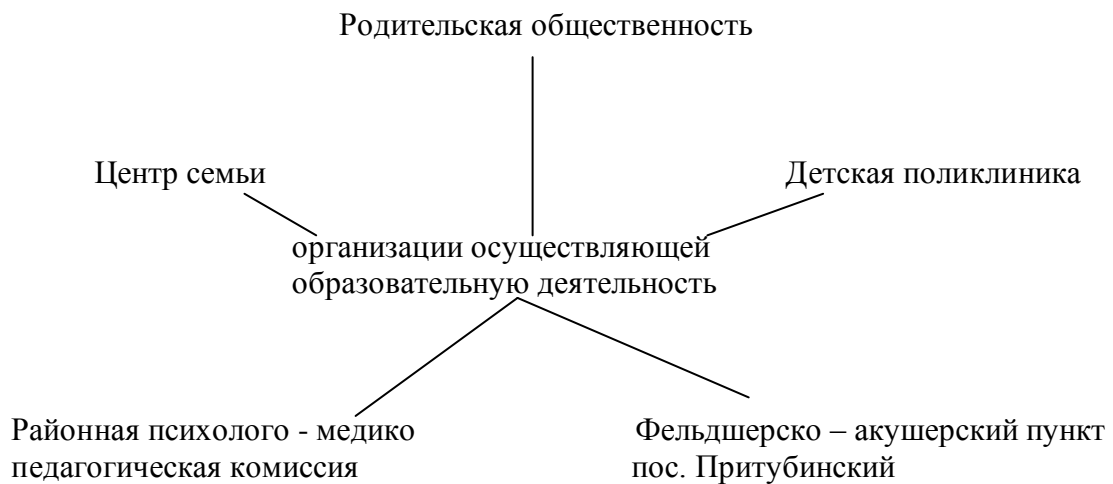 Родительская общественность
Центр семьи
Детская поликлиника
организации осуществляющей
образовательную деятельность
Районная психолого - медико
педагогическая комиссия
Фельдшерско – акушерский пункт
пос. Притубинский